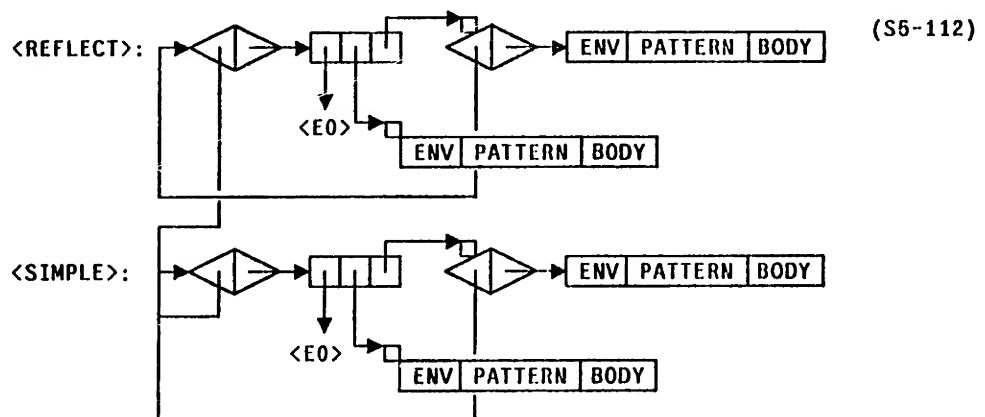 (S5-112)
<REFLECT>:
ENV PATTERN BODY
<E0>
ENV PATTERN BODY
<SIMPLE>:
ENV PATTERN BODY
<E0>
ENV PATTERN BODY